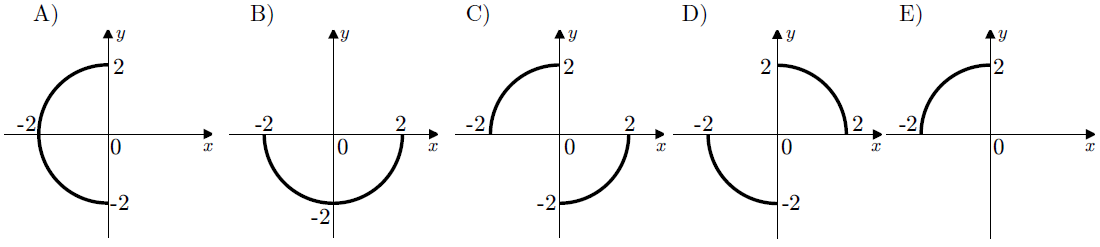 A) B) C) D) E)
y y y y y
2 2 2 2
-2 -2 2 -2 2 -2 2 -2
0 x 0 x 0 x 0 x 0 x
-2 -2 -2 -2